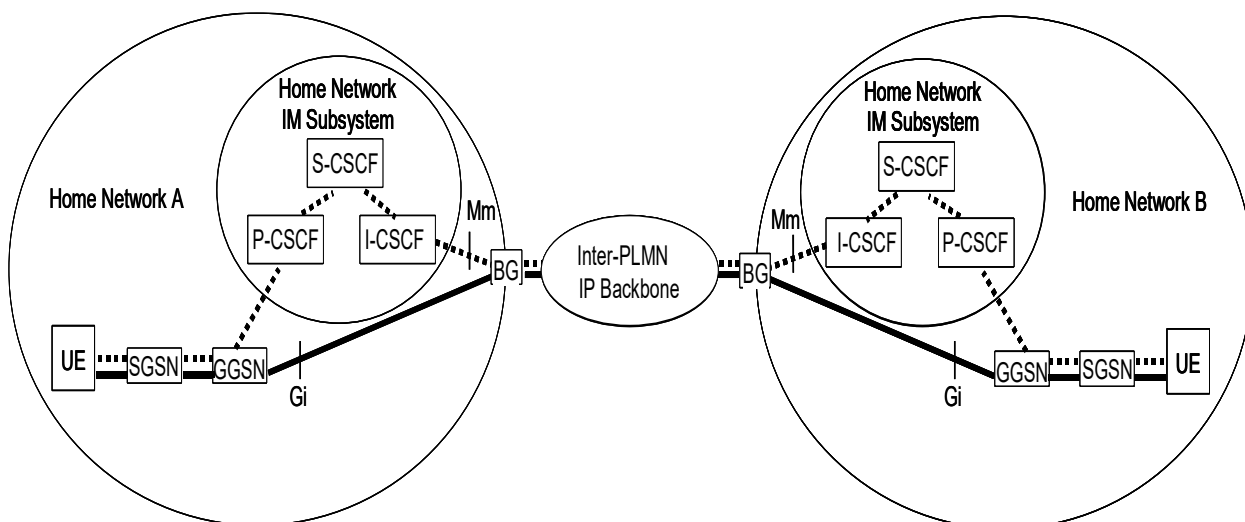 Home Network
IM Subsystem
S-CSCF
Home Network A
P-CSCF
I-CSCF
Mm
BG
UE
SGSN
GGSN
Gi
Inter-PLMN
IP Backbone
Home Network
IM Subsystem
S-CSCF
Home Network B
Mm
I-CSCF
P-CSCF
BG
Gi
GGSN
SGSN
UE